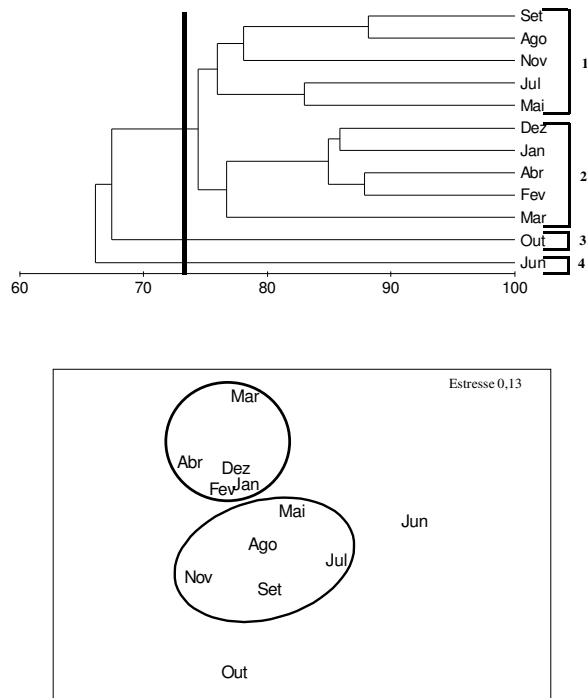 Set
Ago
Nov
1
Jul
Mai
Dez
Jan
Abr
2
Fev
Mar
Out
3
Jun
4
60 70 80 90 100
Estresse 0,13
Mar
Abr
Dez
Fev Jan
Mai
Jun
Ago
Jul
Nov
Set
Out